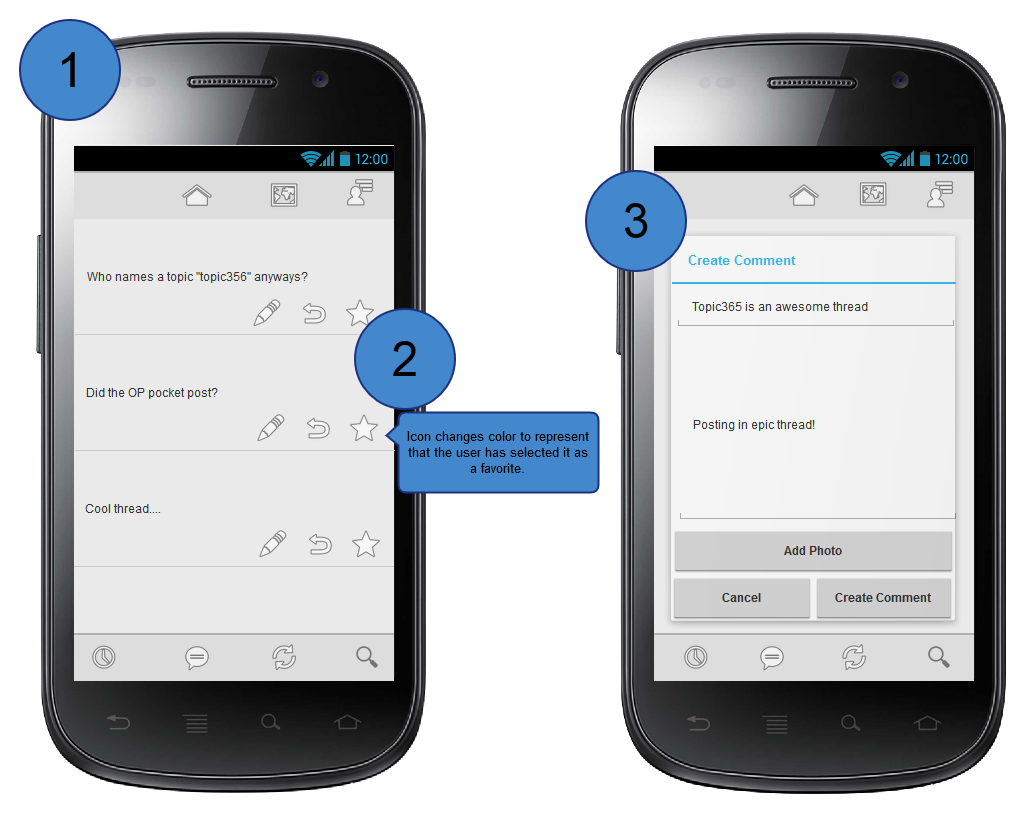 1
12:00
Who names a topic "topic356" anyways?
2
Did the OP pocket post?
Icon changes color to represent
that the user has selected it as
a favorite.
Cool thread....
12:00
3
Create Comment
Topic365 is an awesome thread
Posting in epic thread!
Add Photo
Cancel
Create Comment